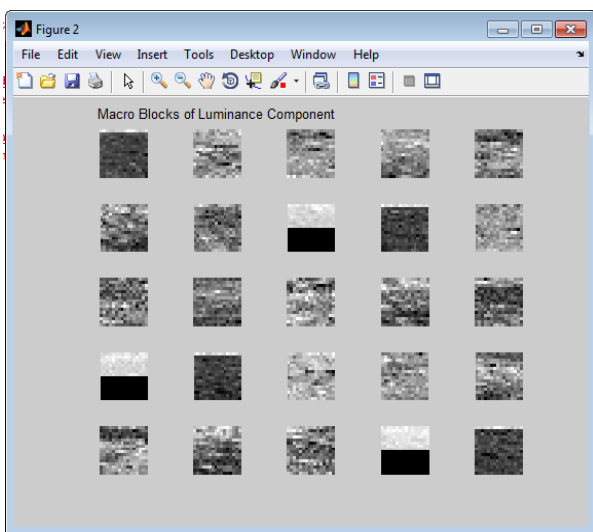 Figure 2
File Edit View Insert Tools Desktop Window Help
Macro Blocks of Luminance Component